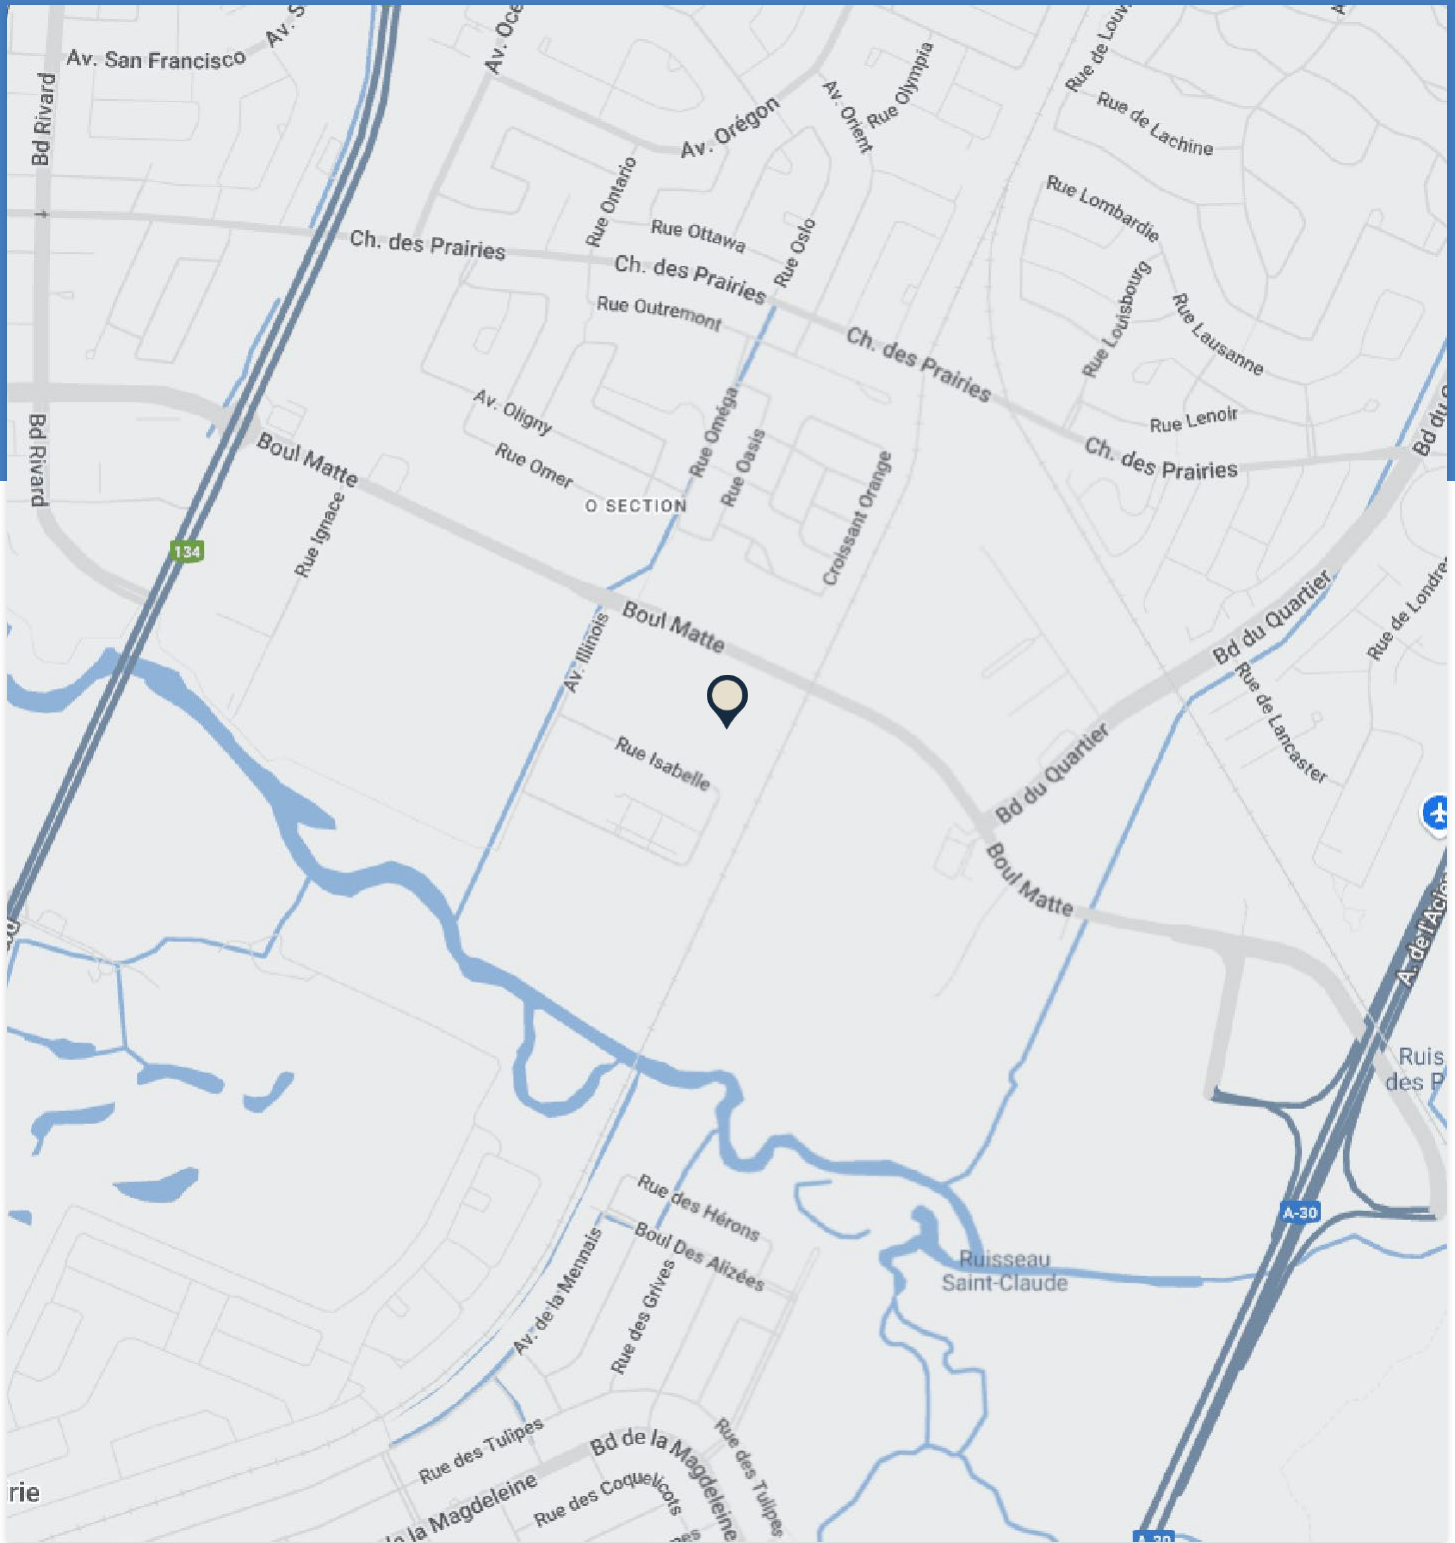 Av. San Francisco
Bd Rivard
Av. Orégon
Av. Orient
Rue Olympia
Rue de Lachine
Rue Ontario
Rue Ottawa
Rue Oslo
Rue Lombardie
Ch. des Prairies
Ch. des Prairies
Rue Outremont
Rue Louisbourg
Rue Lausanne
Ch. des Prairies
Av. Oligny
Rue Oméga
Rue Oasis
Rue Lenoir
Bd Rivard
Boul Matte
Rue Omer
Ch. des Prairies
O SECTION
Croissant Orange
Rue Ignace
134
Boul Matte
Av. Illinois
Bd du Quartier
Rue de Lancaster
Rue Isabelle
Bd du Quartier
Boul Matte
Rue des Hérons
A-30
Boul Des Alizées
Av. de la Mennais
Rue des Grives
Ruisseau
Saint-Claude
Rue des Tulipes
Bd de la Magdeleine
Rue des Tulipes
la Magdeleine
Rue des Coquelicots
rie